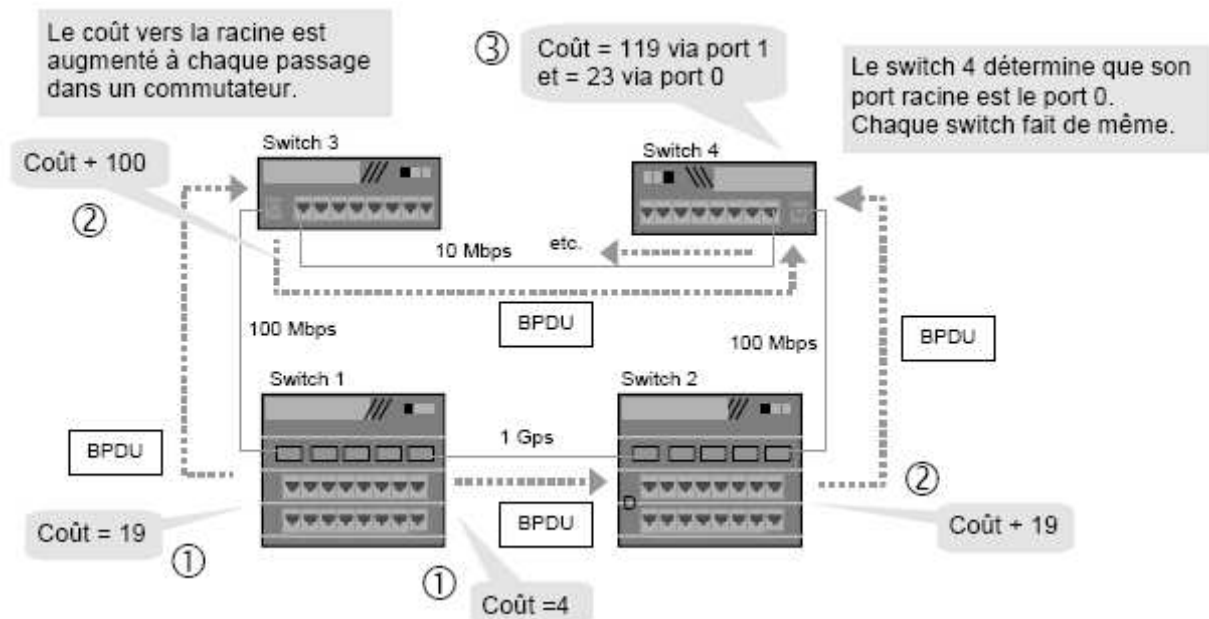 Le coût vers la racine est
augmenté à chaque passage
dans un commutateur.
③
Coût = 119 via port 1
et = 23 via port 0
Le switch 4 détermine que son
port racine est le port 0.
Chaque switch fait de même.
Coût + 100
②
Switch 3
Switch 4
10 Mbps
etc.
BPDU
100 Mbps
100 Mbps
BPDU
Switch 1
Switch 2
1 Gps
BPDU
BPDU
D
②
Coût = 19
①
①
Coût =4
Coût + 19